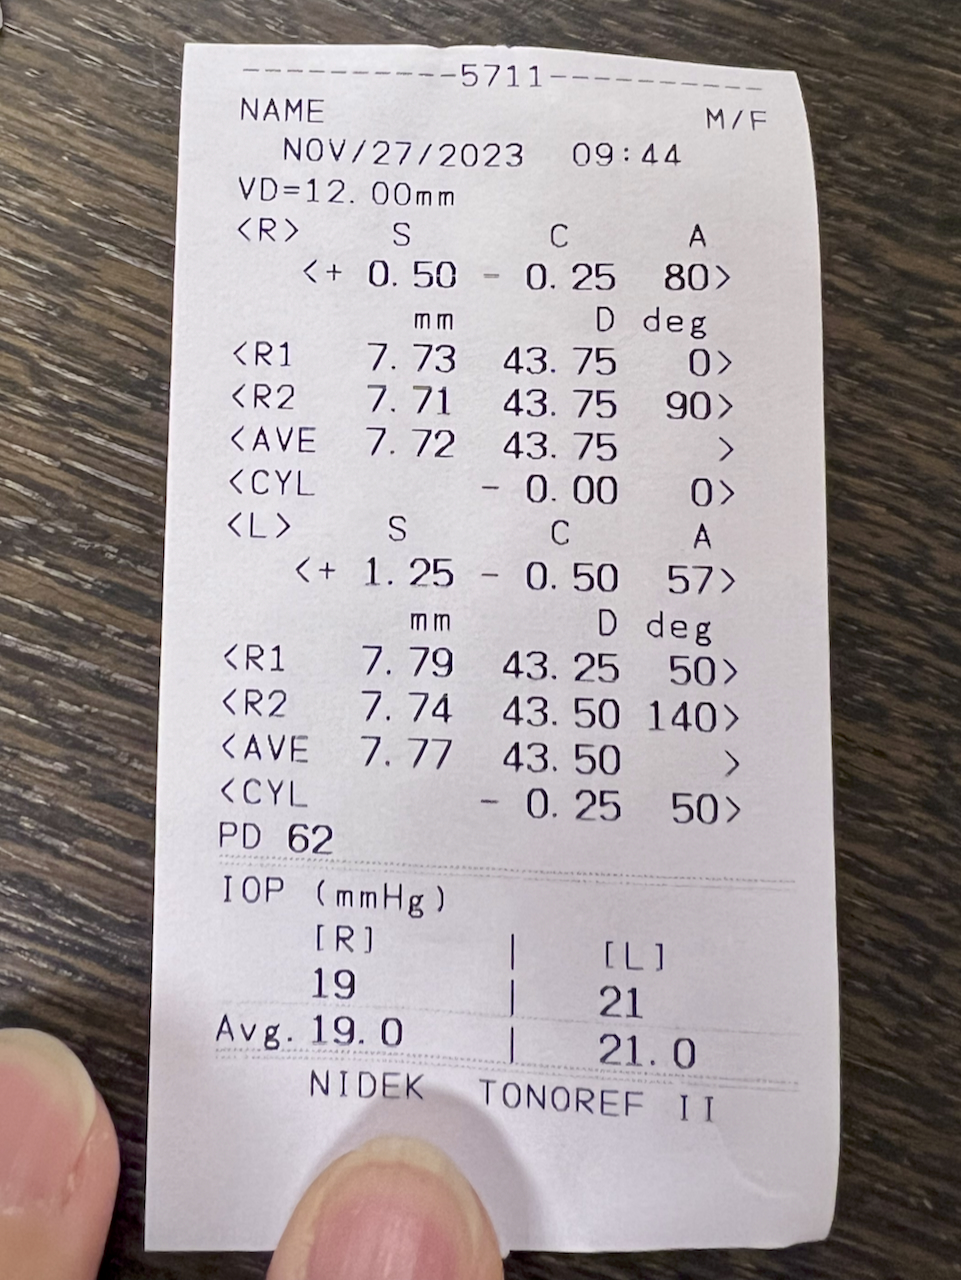 ----------5711----------
NAME M/F
NOV/27/2023 09:44
VD=12.00mm
<R> S C A
<+ 0.50 - 0.25 80>
mm D deg
<R1 7.73 43.75 0>
<R2 7.71 43.75 90>
<AVE 7.72 43.75 >
<CYL - 0.00 0>
<L> S C A
<+ 1.25 - 0.50 57>
mm D deg
<R1 7.79 43.25 50>
<R2 7.74 43.50 140>
<AVE 7.77 43.50 >
<CYL - 0.25 50>
PD 62
IOP (mmHg)
[R] | [L]
19 | 21
Avg. 19.0 | 21.0
NIDEK TONOREF II